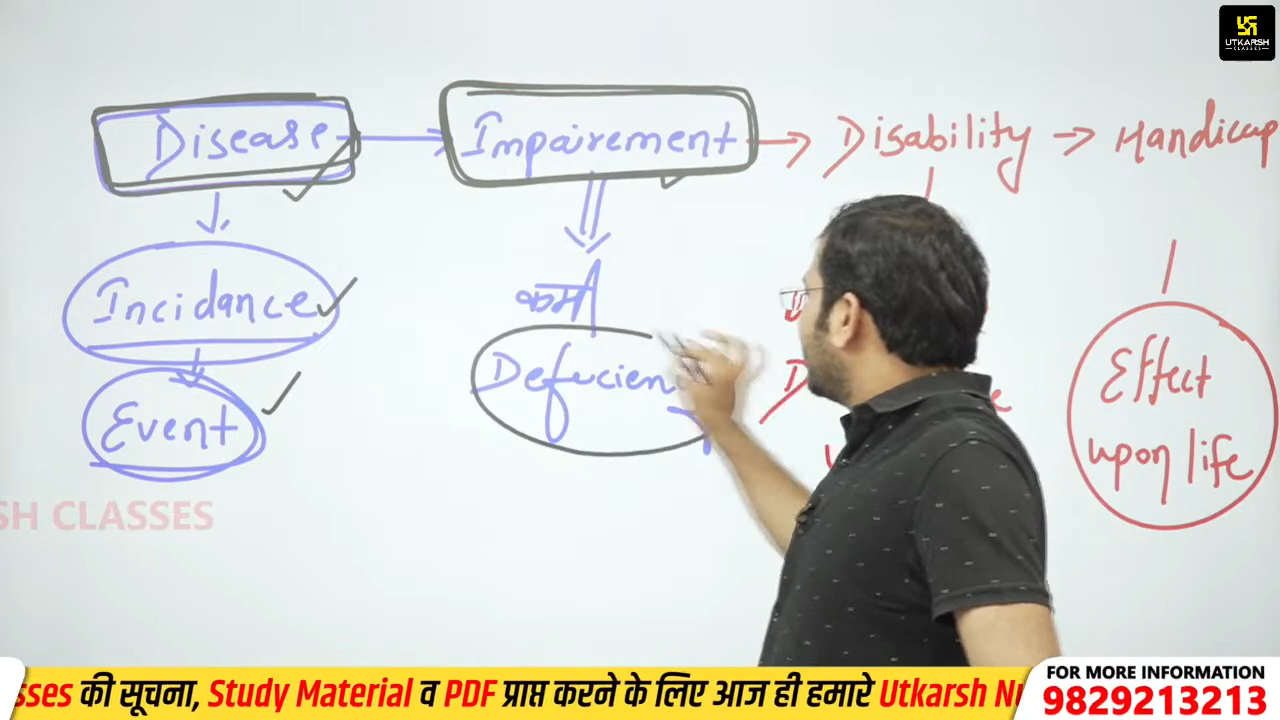 UTKARSH
CLASSES
Disease → Impairement → Disability → Handicap
Incidance
Event
कमी
Defucien
Effect
upon life
SH CLASSES
sses की सूचना, Study Material व PDF प्राप्त करने के लिए आज ही हमारे Utkarsh Nu
FOR MORE INFORMATION
9829213213